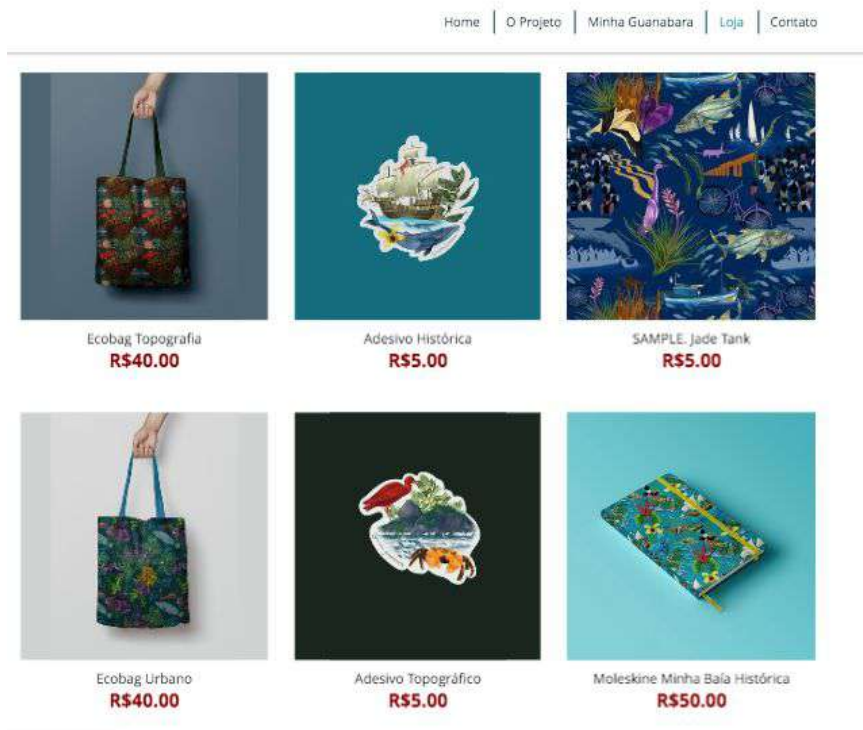 Home | O Projeto | Minha Guanabara | Loja | Contato
Ecobag Topografia
R$40.00
Adesivo Histórica
R$5.00
SAMPLE. Jade Tank
R$5.00
Ecobag Urbano
R$40.00
Adesivo Topográfico
R$5.00
Moleskine Minha Baía Histórica
R$50.00